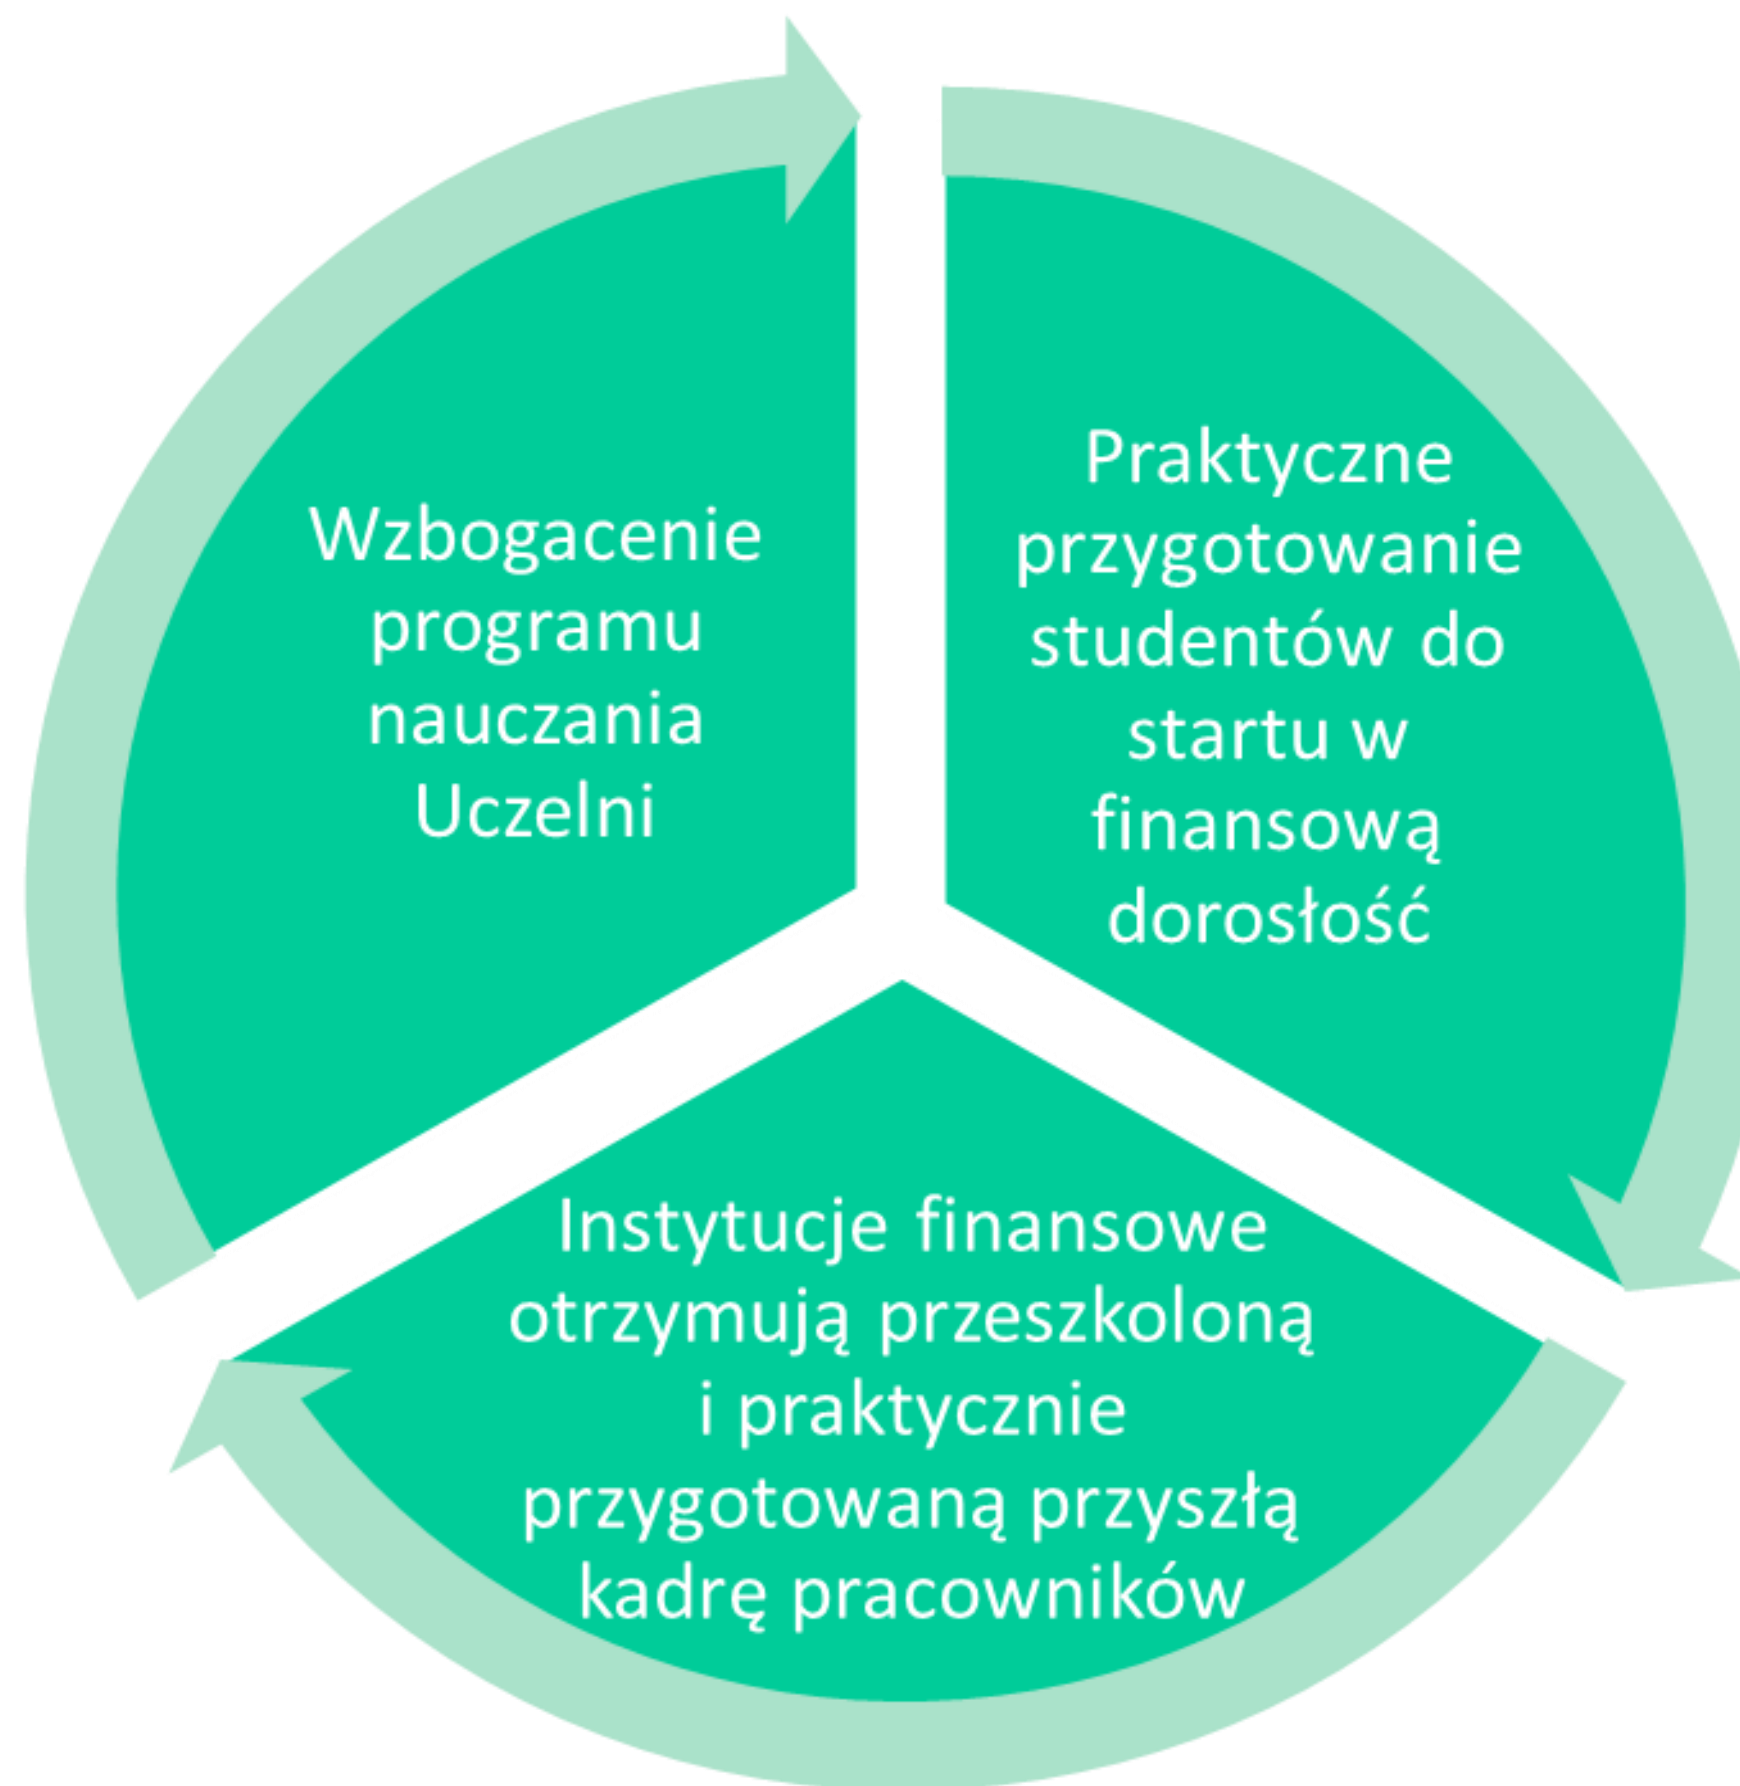 Wzbogacenie
programu
nauczania
Uczelni
Praktyczne
przygotowanie
studentów do
startu w
finansową
dorosłość
Instytucje finansowe
otrzymują przeszkoloną
i praktycznie
przygotowaną przyszłą
kadrę pracowników